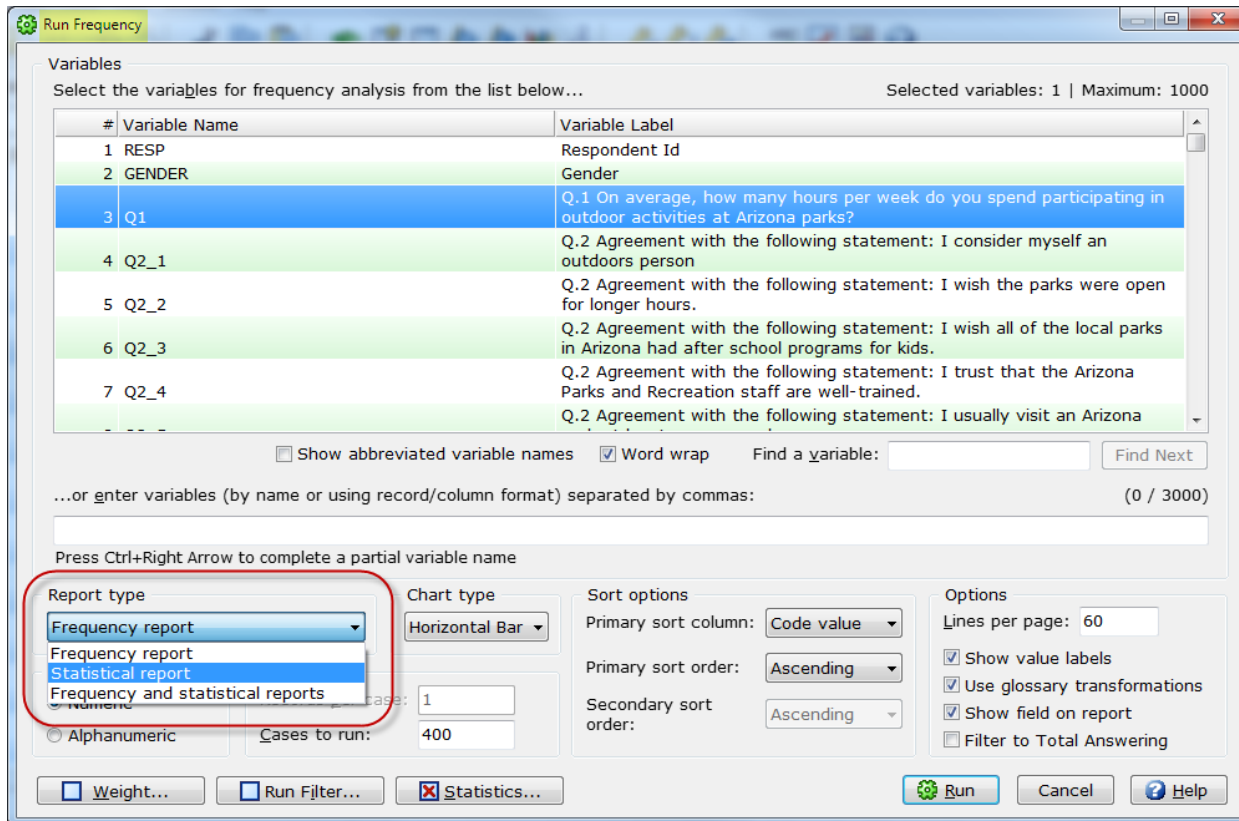 Run Frequency
Variables
Select the variables for frequency analysis from the list below...
Selected variables: 1 | Maximum: 1000
# Variable Name Variable Label
1 RESP Respondent Id
2 GENDER Gender
Q.1 On average, how many hours per week do you spend participating in
3 Q1 outdoor activities at Arizona parks?
Q.2 Agreement with the following statement: I consider myself an
4 Q2_1 outdoors person
Q.2 Agreement with the following statement: I wish the parks were open
5 Q2_2 for longer hours.
Q.2 Agreement with the following statement: I wish all of the local parks
6 Q2_3 in Arizona had after school programs for kids.
Q.2 Agreement with the following statement: I trust that the Arizona
7 Q2_4 Parks and Recreation staff are well-trained.
Q.2 Agreement with the following statement: I usually visit an Arizona
Show abbreviated variable names Word wrap Find a variable: Find Next
...or enter variables (by name or using record/column format) separated by commas: (0 / 3000)
Press Ctrl+Right Arrow to complete a partial variable name
Report type
Frequency report
Frequency report
Statistical report
Frequency and statistical reports
Numeric
Alphanumeric
case: 1
Cases to run: 400
Chart type
Horizontal Bar
Sort options
Primary sort column: Code value
Primary sort order: Ascending
Secondary sort
order: Ascending
Options
Lines per page: 60
Show value labels
Use glossary transformations
Show field on report
Filter to Total Answering
Weight... Run Filter... Statistics... Run Cancel Help